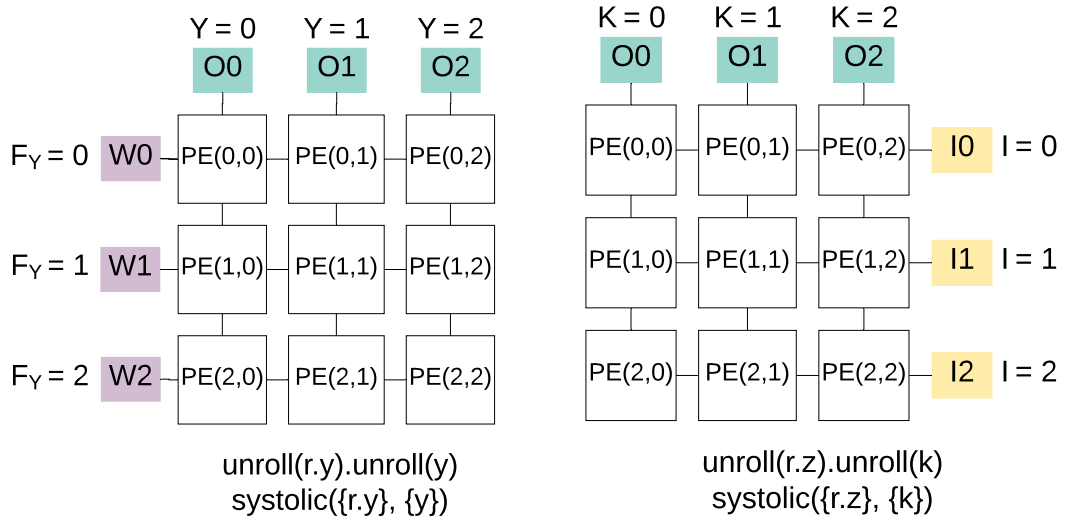 Y = 0 Y = 1 Y = 2
O0 O1 O2
F_Y = 0 W0 PE(0,0) PE(0,1) PE(0,2)
F_Y = 1 W1 PE(1,0) PE(1,1) PE(1,2)
F_Y = 2 W2 PE(2,0) PE(2,1) PE(2,2)
unroll(r.y).unroll(y)
systolic({r.y}, {y})
K = 0 K = 1 K = 2
O0 O1 O2
PE(0,0) PE(0,1) PE(0,2) I0 I = 0
PE(1,0) PE(1,1) PE(1,2) I1 I = 1
PE(2,0) PE(2,1) PE(2,2) I2 I = 2
unroll(r.z).unroll(k)
systolic({r.z}, {k})